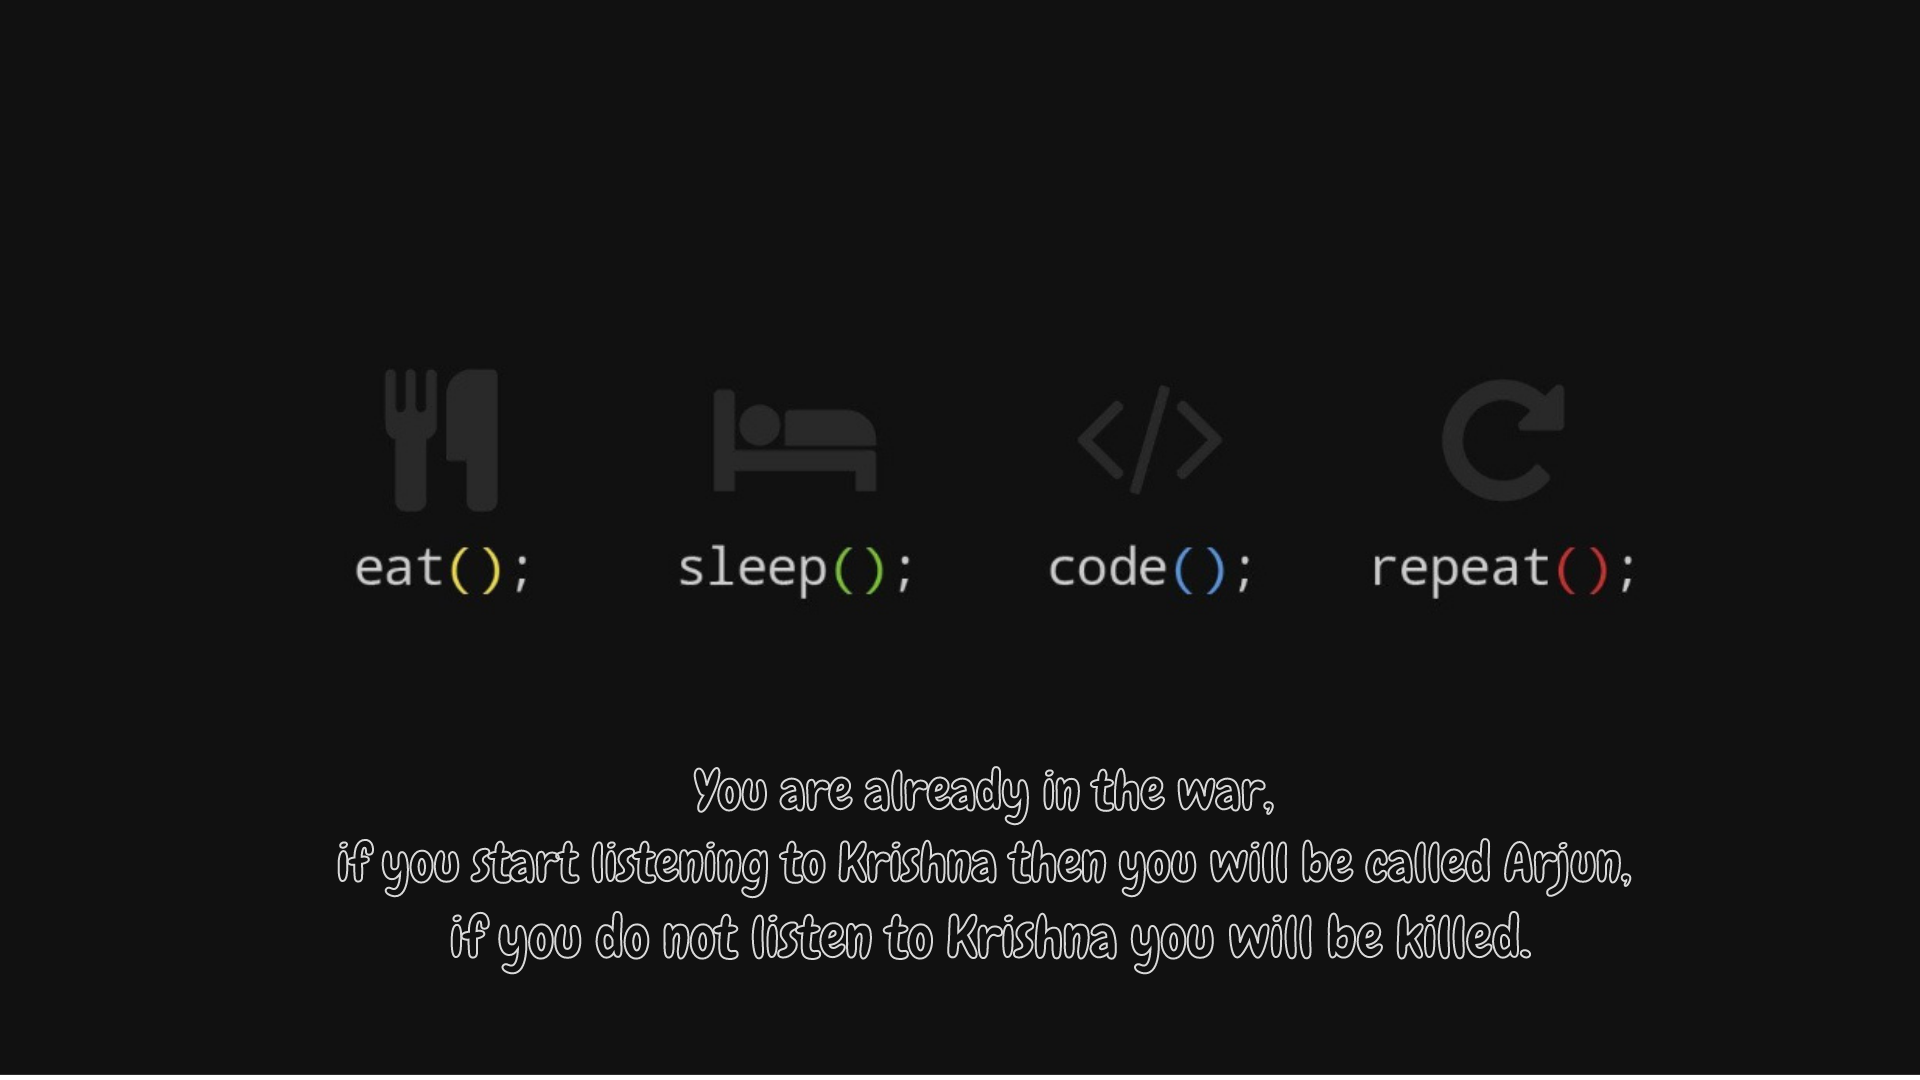 eat(); sleep(); code(); repeat();
You are already in the war,
if you start listening to Krishna then you will be called Arjun,
if you do not listen to Krishna you will be killed.